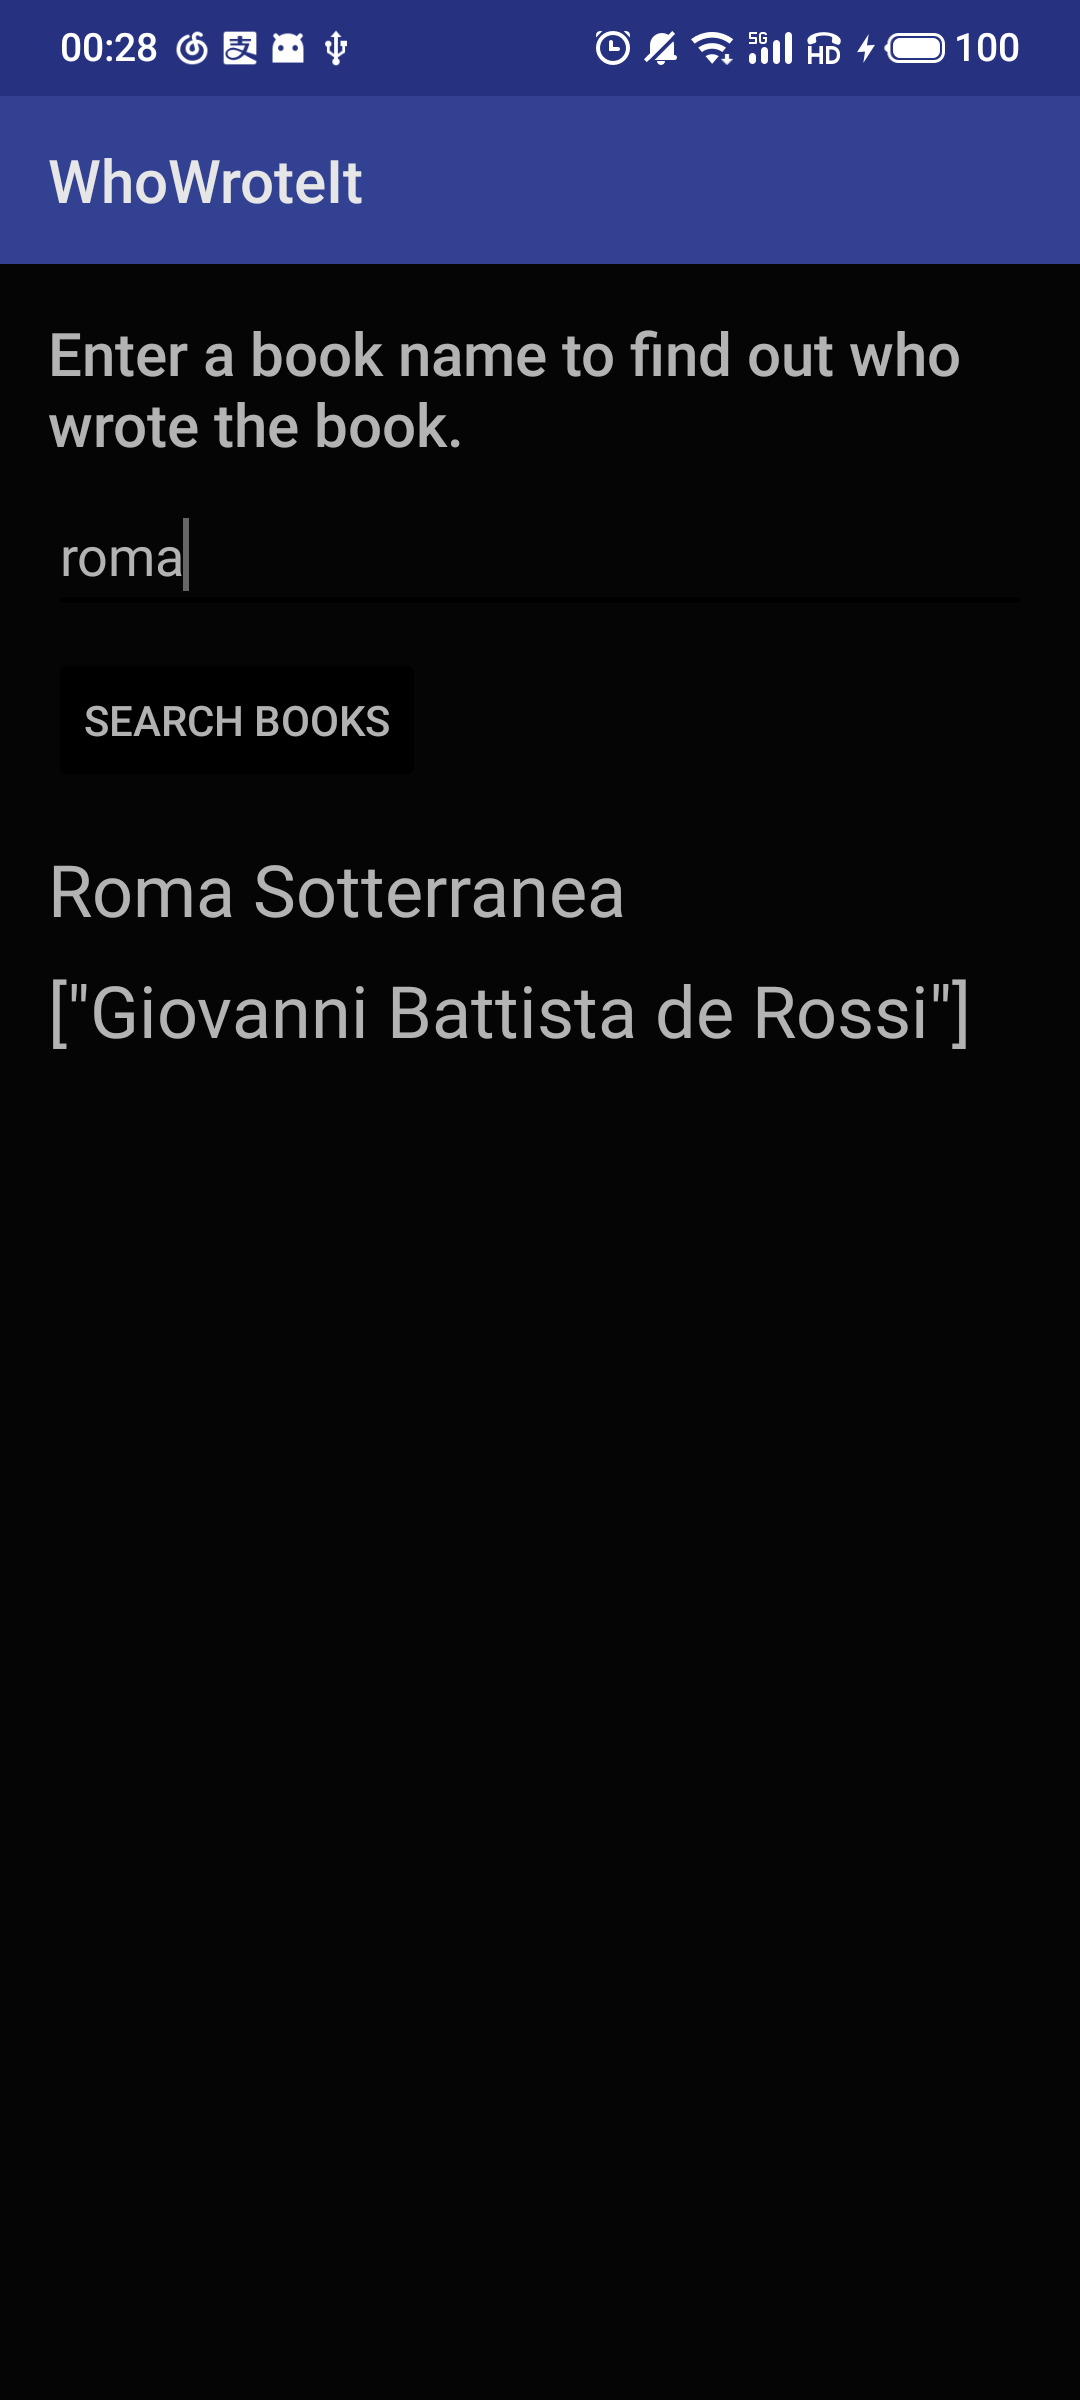 00:28 支 5G HD 100
WhoWroteIt
Enter a book name to find out who
wrote the book.
roma
SEARCH BOOKS
Roma Sotterranea
["Giovanni Battista de Rossi"]